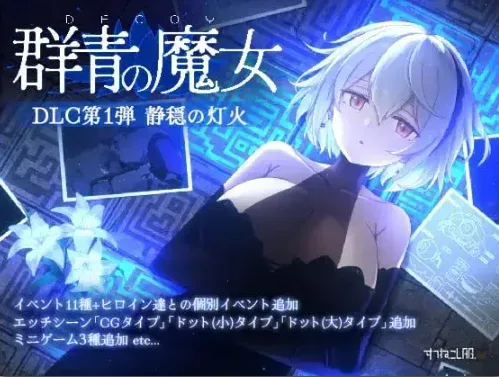 DECOY
群青の魔女
DLC第1弾 静穏の灯火
イベント11種+ヒロイン達との個別イベント追加
エッチシーン「CGタイプ」「ドット(小)タイプ」「ドット(大)タイプ」追加
ミニゲーム3種追加 etc...